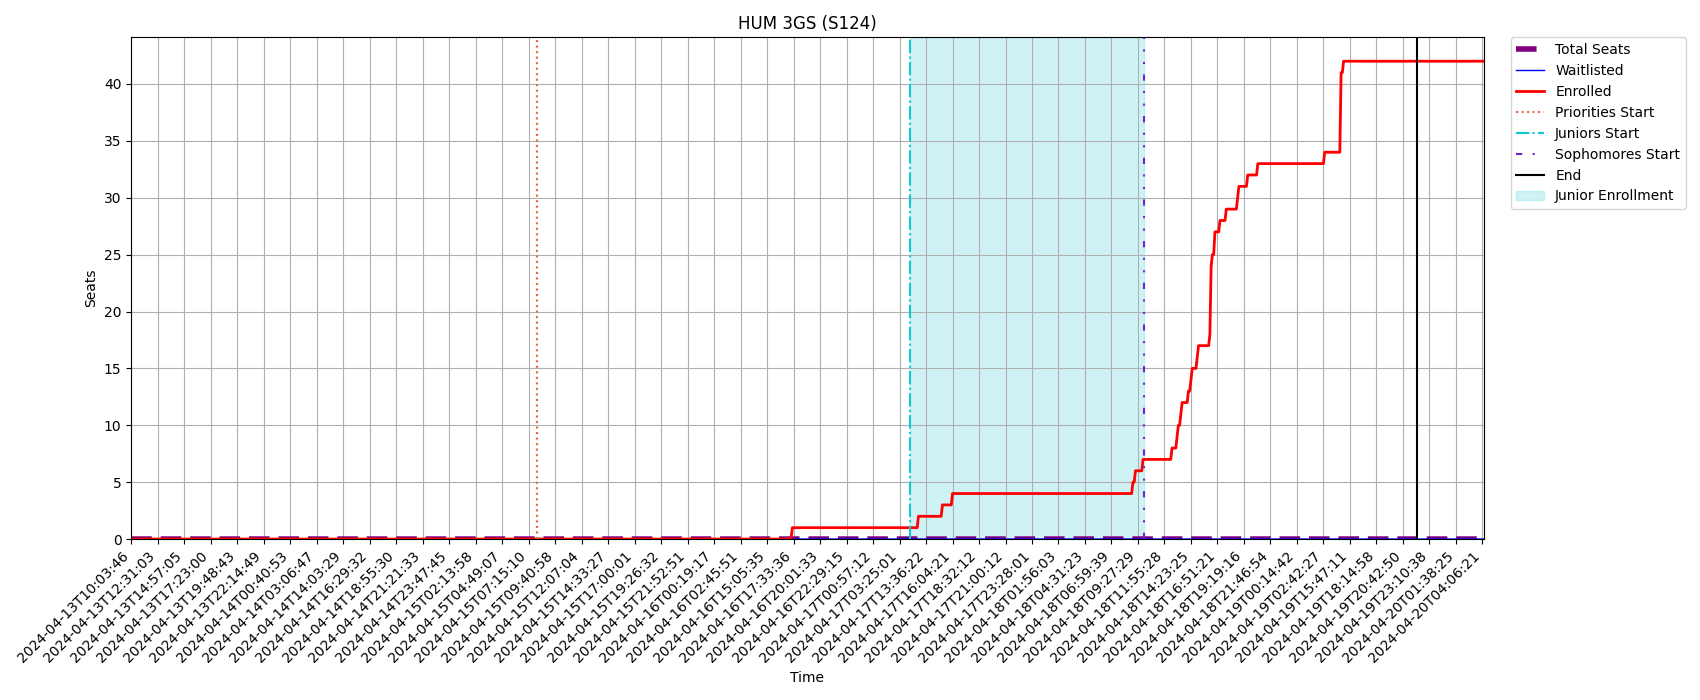 HUM 3GS (S124)
Seats
40
35
30
25
20
15
10
5
0
2024-04-13T10:03:46
2024-04-13T12:31:03
2024-04-13T14:57:05
2024-04-13T17:23:00
2024-04-13T19:48:43
2024-04-13T22:14:49
2024-04-14T00:40:53
2024-04-14T03:06:47
2024-04-14T14:03:29
2024-04-14T16:29:32
2024-04-14T18:55:30
2024-04-14T21:21:33
2024-04-14T23:47:45
2024-04-15T02:13:58
2024-04-15T04:49:07
2024-04-15T07:15:10
2024-04-15T09:40:58
2024-04-15T12:07:04
2024-04-15T14:33:27
2024-04-15T17:00:01
2024-04-15T19:26:32
2024-04-15T21:52:51
2024-04-16T00:19:17
2024-04-16T02:45:51
2024-04-16T15:05:35
2024-04-16T17:33:36
2024-04-16T20:01:33
2024-04-16T22:29:15
2024-04-17T00:57:12
2024-04-17T03:25:01
2024-04-17T13:36:22
2024-04-17T16:04:21
2024-04-17T18:32:12
2024-04-17T21:00:12
2024-04-17T23:28:01
2024-04-18T01:56:03
2024-04-18T04:31:23
2024-04-18T06:59:39
2024-04-18T09:27:29
2024-04-18T11:55:28
2024-04-18T14:23:25
2024-04-18T16:51:21
2024-04-18T19:19:16
2024-04-18T21:46:54
2024-04-19T00:14:42
2024-04-19T02:42:27
2024-04-19T15:47:11
2024-04-19T18:14:58
2024-04-19T20:42:50
2024-04-19T23:10:38
2024-04-20T01:38:25
2024-04-20T04:06:21
Time
Total Seats
Waitlisted
Enrolled
Priorities Start
Juniors Start
Sophomores Start
End
Junior Enrollment